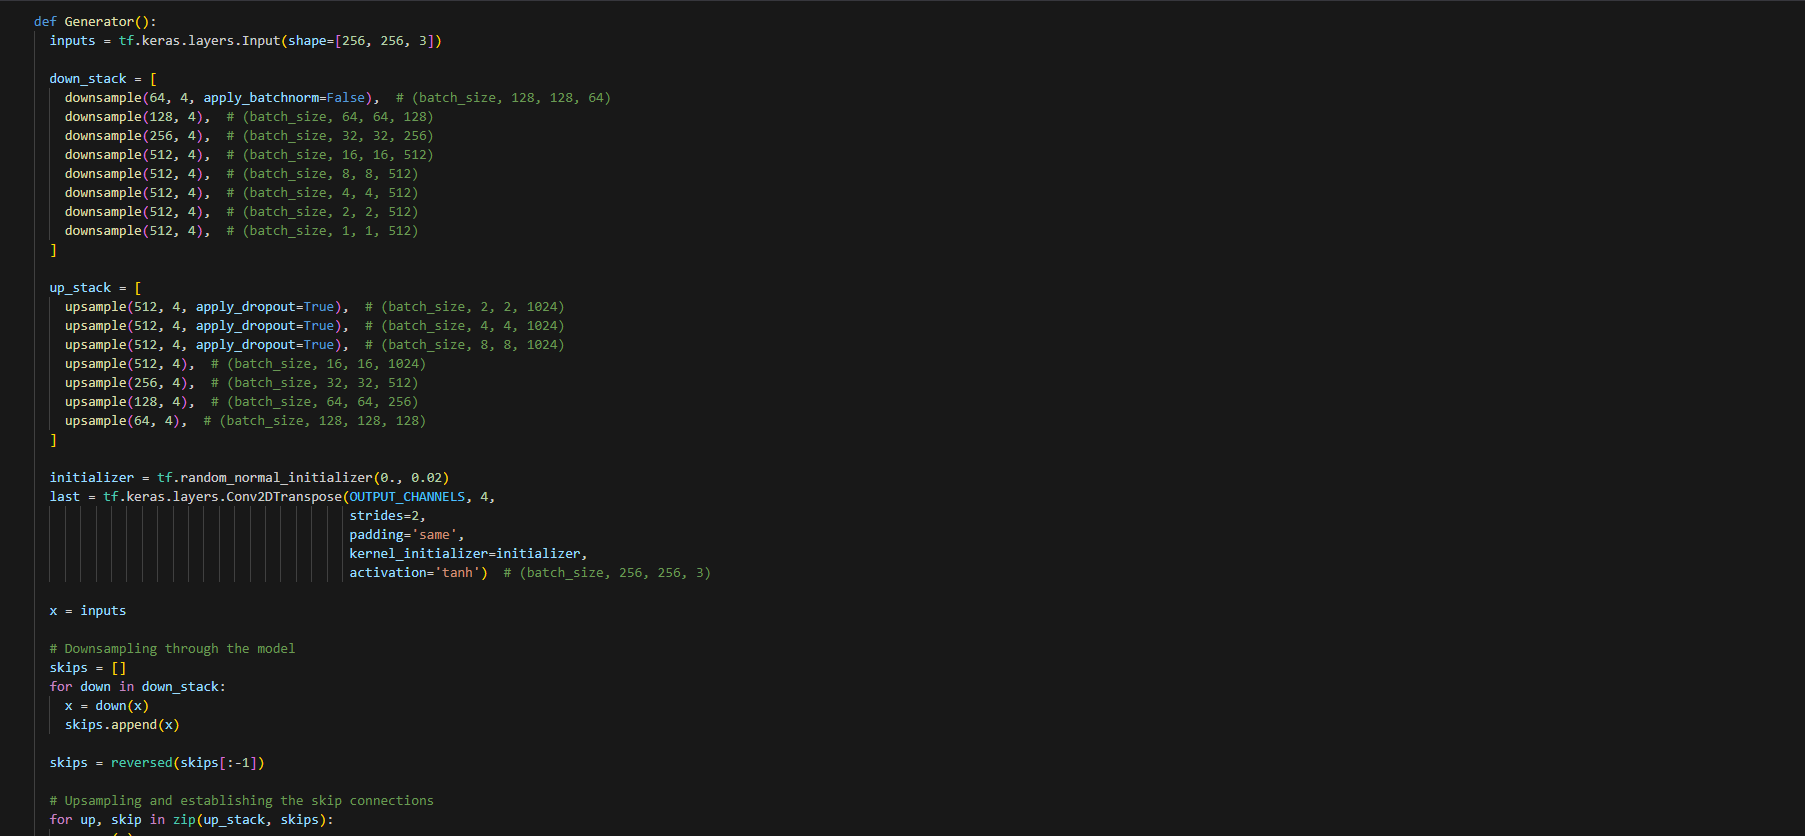 def Generator():
  inputs = tf.keras.layers.Input(shape=[256, 256, 3])

  down_stack = [
    downsample(64, 4, apply_batchnorm=False),  # (batch_size, 128, 128, 64)
    downsample(128, 4),  # (batch_size, 64, 64, 128)
    downsample(256, 4),  # (batch_size, 32, 32, 256)
    downsample(512, 4),  # (batch_size, 16, 16, 512)
    downsample(512, 4),  # (batch_size, 8, 8, 512)
    downsample(512, 4),  # (batch_size, 4, 4, 512)
    downsample(512, 4),  # (batch_size, 2, 2, 512)
    downsample(512, 4),  # (batch_size, 1, 1, 512)
  ]

  up_stack = [
    upsample(512, 4, apply_dropout=True),  # (batch_size, 2, 2, 1024)
    upsample(512, 4, apply_dropout=True),  # (batch_size, 4, 4, 1024)
    upsample(512, 4, apply_dropout=True),  # (batch_size, 8, 8, 1024)
    upsample(512, 4),  # (batch_size, 16, 16, 1024)
    upsample(256, 4),  # (batch_size, 32, 32, 512)
    upsample(128, 4),  # (batch_size, 64, 64, 256)
    upsample(64, 4),  # (batch_size, 128, 128, 128)
  ]

  initializer = tf.random_normal_initializer(0., 0.02)
  last = tf.keras.layers.Conv2DTranspose(OUTPUT_CHANNELS, 4,
                                         strides=2,
                                         padding='same',
                                         kernel_initializer=initializer,
                                         activation='tanh')  # (batch_size, 256, 256, 3)

  x = inputs

  # Downsampling through the model
  skips = []
  for down in down_stack:
    x = down(x)
    skips.append(x)

  skips = reversed(skips[:-1])

  # Upsampling and establishing the skip connections
  for up, skip in zip(up_stack, skips):